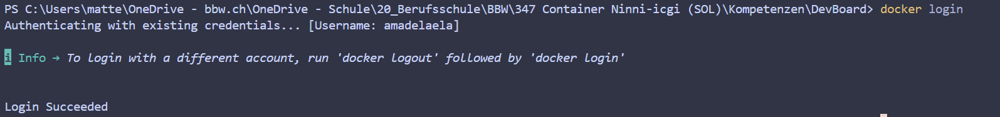 PS C:\Users\matte\OneDrive - bbw.ch\OneDrive - Schule\20_Berufsschule\BBW\347 Container Ninni-icgi (SOL)\Kompetenzen\DevBoard> docker login
Authenticating with existing credentials... [Username: amadelaela]
i Info → To login with a different account, run 'docker logout' followed by 'docker login'
Login Succeeded